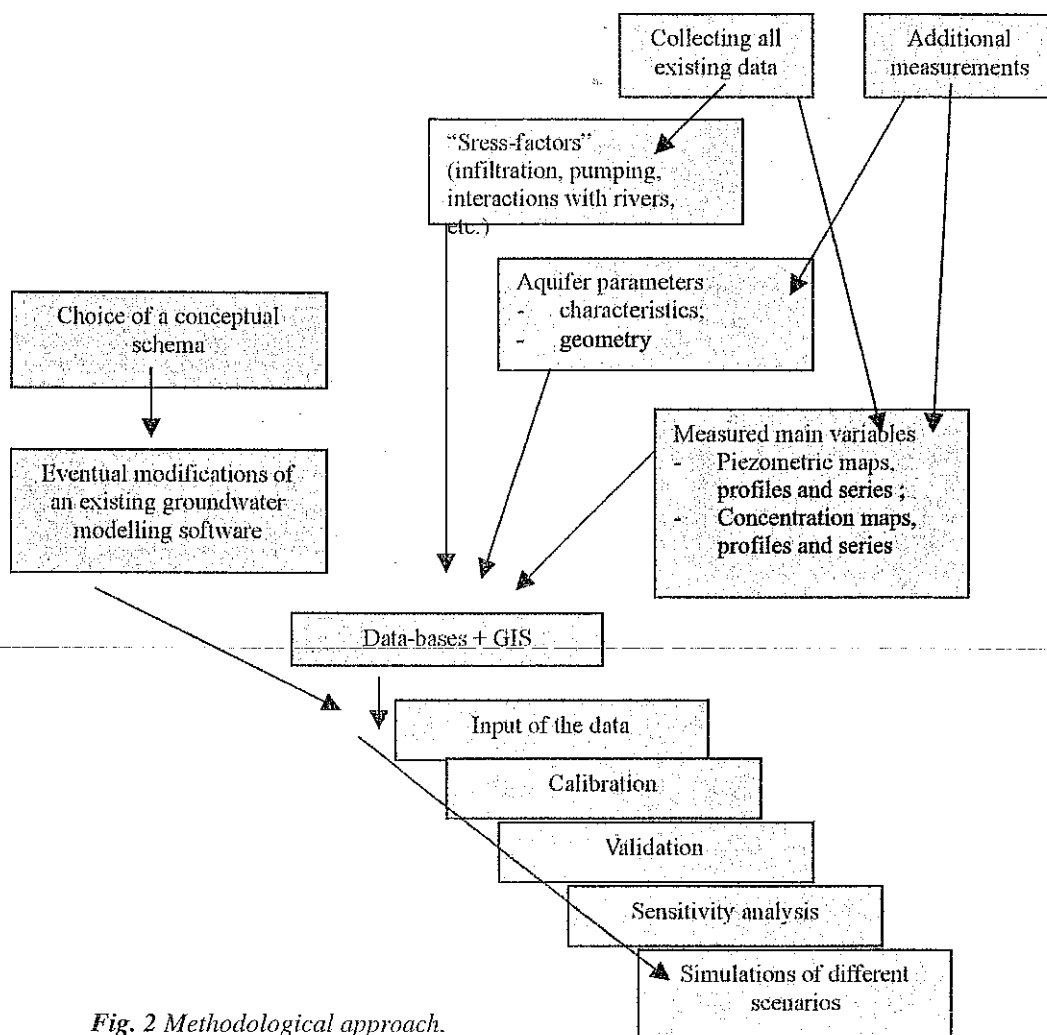 Collecting all
existing data
Additional
measurements
“Sress-factors”
(infiltration, pumping,
interactions with rivers,
etc.)
Aquifer parameters
- characteristics;
- geometry
Choice of a conceptual
schema
Measured main variables
- Piezometric maps,
profiles and series ;
- Concentration maps,
profiles and series
Eventual modifications of
an existing groundwater
modelling software
Data-bases + GIS
Input of the data
Calibration
Validation
Sensitivity analysis
Simulations of different
scenarios
Fig. 2 Methodological approach.